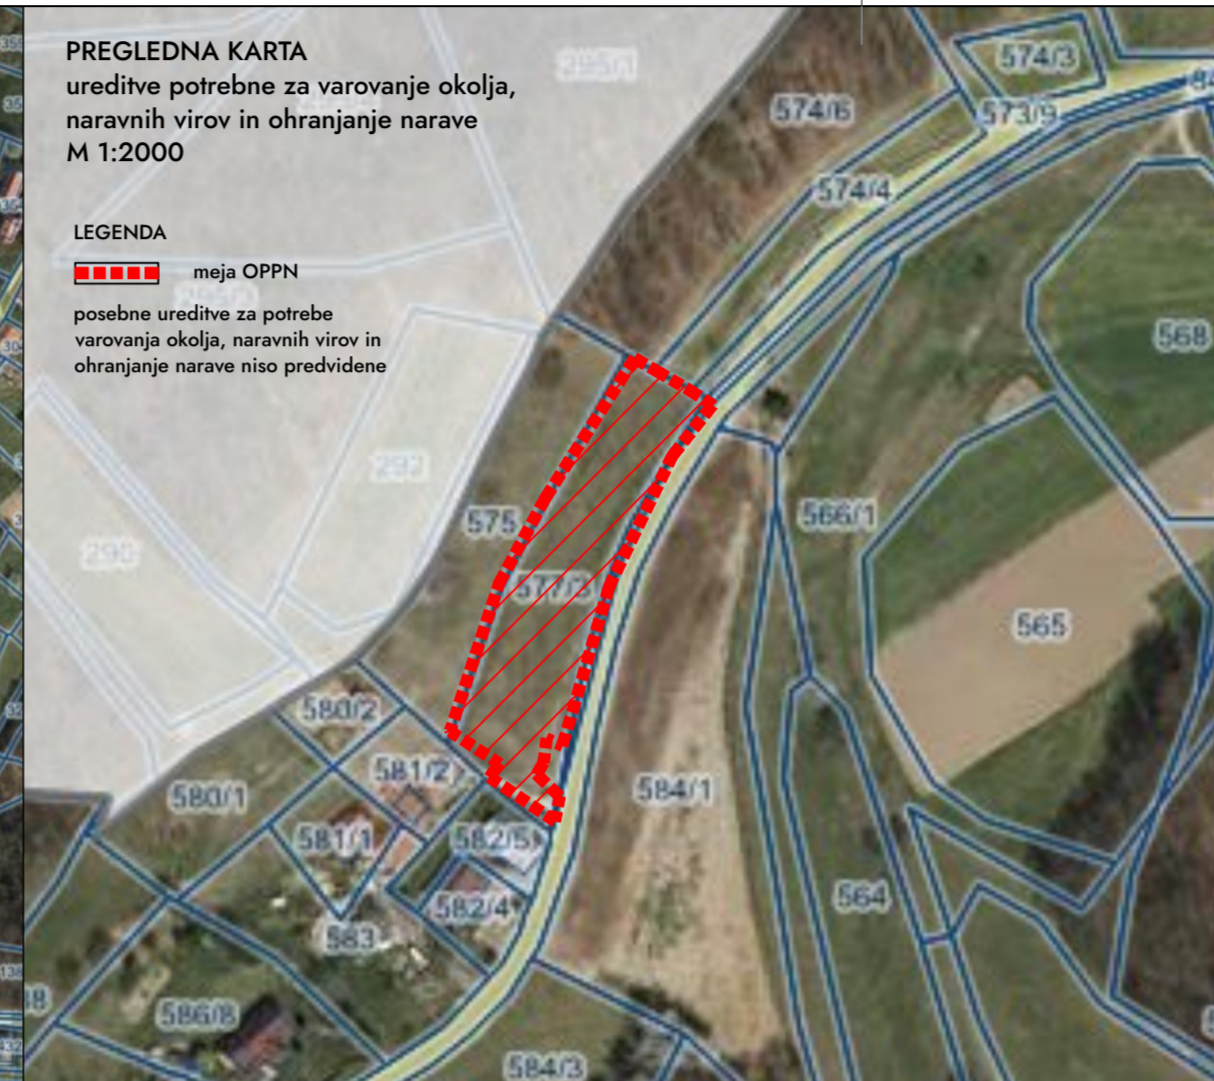 PREGLEDNA KARTA
ureditve potrebne za varovanje okolja,
naravnih virov in ohranjanje narave
M 1:2000
LEGENDA
meja OPPN
posebne ureditve za potrebe
varovanja okolja, naravnih virov in
ohranjanje narave niso predvidene
295/1
574/3
574/6
573/9
574/4
568
292
575
566/1
290
577/3
565
580/2
581/2
580/1
584/1
581/1
582/5
564
582/4
583
586/8
584/3